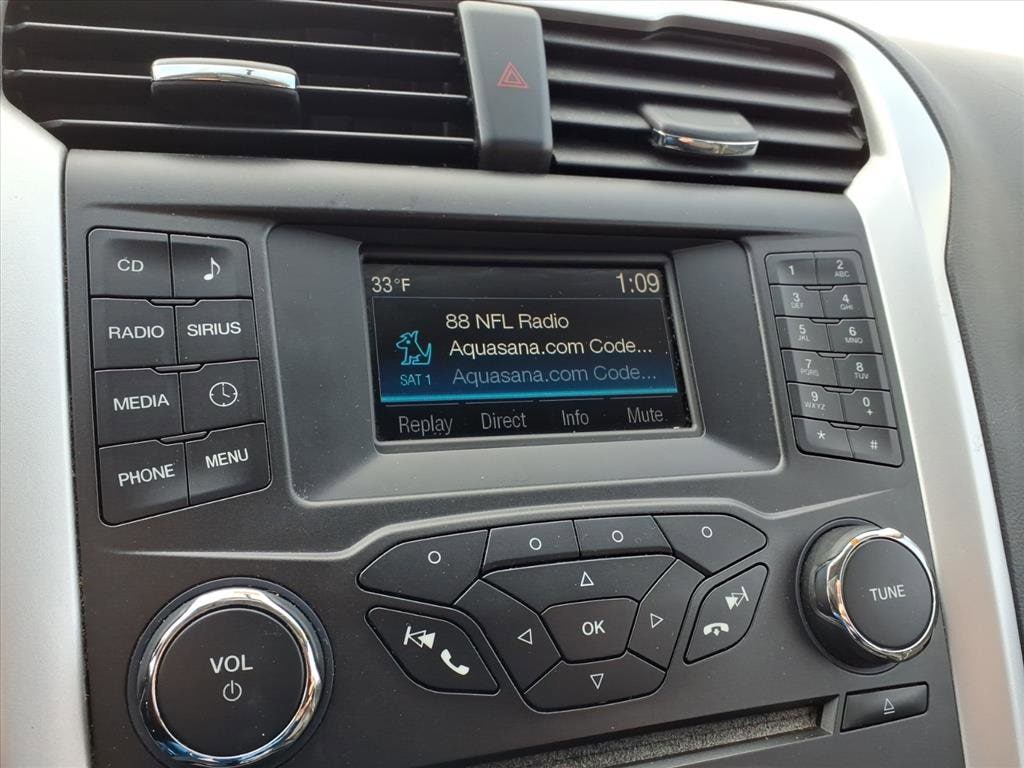 33°F 1:09
88 NFL Radio
Aquasana.com Code...
SAT 1 Aquasana.com Code...
Replay Direct Info Mute
CD
RADIO SIRIUS
MEDIA
PHONE MENU
1 2 ABC
3 DEF 4 GHI
5 JKL 6 MNO
7 PQRS 8 TUV
9 WXYZ 0 +
* #
OK
VOL
TUNE